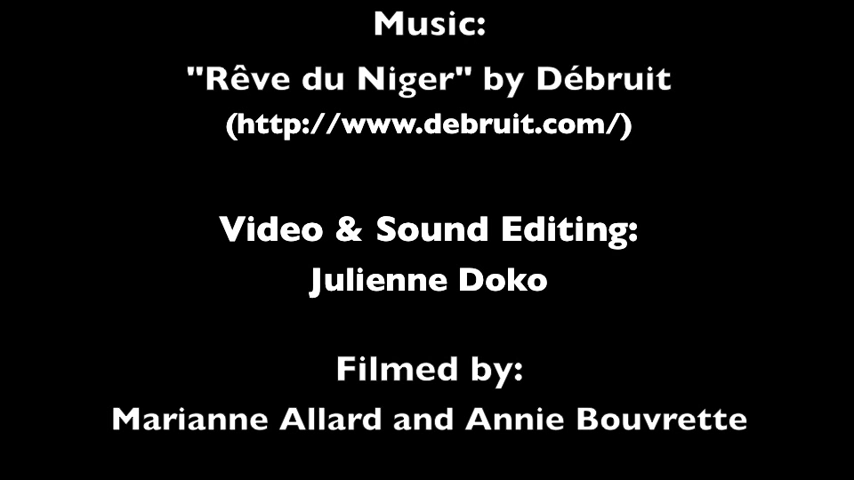 Music:
"Rêve du Niger" by Débruit
(http://www.debruit.com/)
Video & Sound Editing:
Julienne Doko
Filmed by:
Marianne Allard and Annie Bouvrette